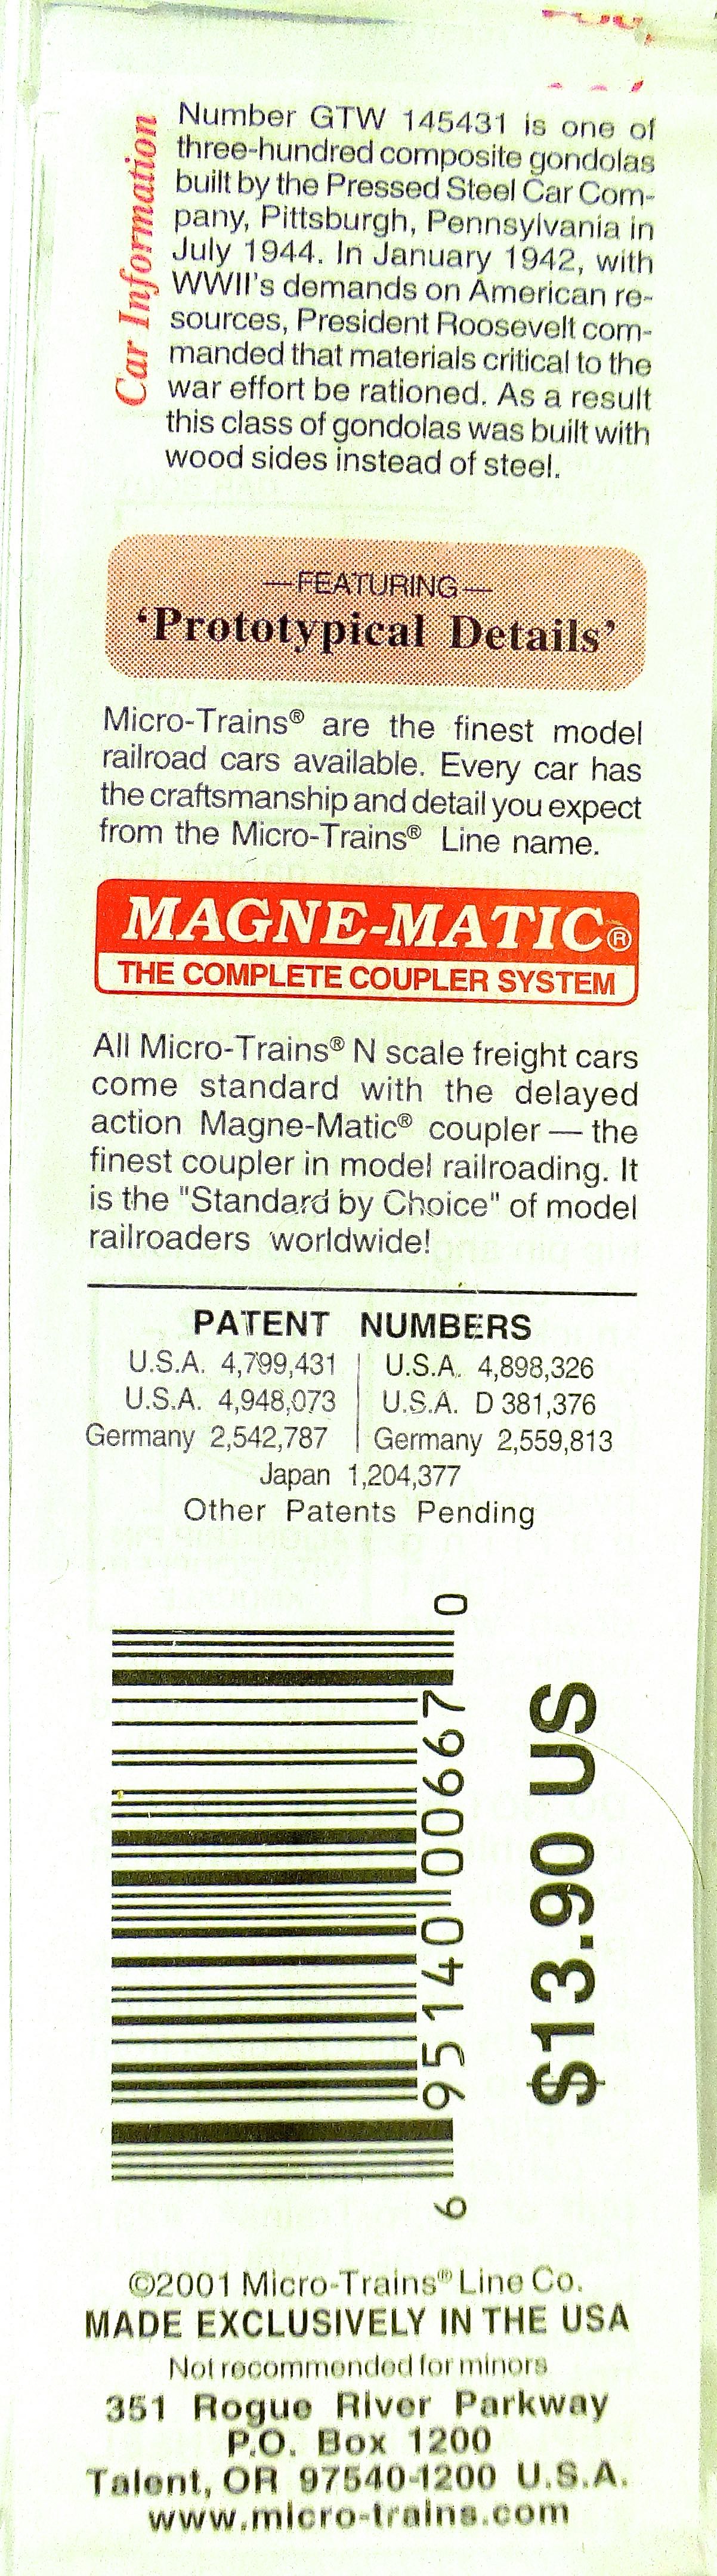 Car Information
Number GTW 145431 is one of
three-hundred composite gondolas
built by the Pressed Steel Car Com-
pany, Pittsburgh, Pennsylvania in
July 1944. In January 1942, with
WWII's demands on American re-
sources, President Roosevelt com-
manded that materials critical to the
war effort be rationed. As a result
this class of gondolas was built with
wood sides instead of steel.
—FEATURING—
‘Prototypical Details’
Micro-Trains® are the finest model
railroad cars available. Every car has
the craftsmanship and detail you expect
from the Micro-Trains® Line name.
MAGNE-MATIC®
THE COMPLETE COUPLER SYSTEM
All Micro-Trains® N scale freight cars
come standard with the delayed
action Magne-Matic® coupler — the
finest coupler in model railroading. It
is the "Standard by Choice" of model
railroaders worldwide!
PATENT NUMBERS
U.S.A. 4,799,431 | U.S.A. 4,898,326
U.S.A. 4,948,073 | U.S.A. D 381,376
Germany 2,542,787 | Germany 2,559,813
Japan 1,204,377
Other Patents Pending
6 95140 00667 0
$13.90 US
©2001 Micro-Trains® Line Co.
MADE EXCLUSIVELY IN THE USA
Not recommended for minors
351 Rogue River Parkway
P.O. Box 1200
Talent, OR 97540-1200 U.S.A.
www.micro-trains.com